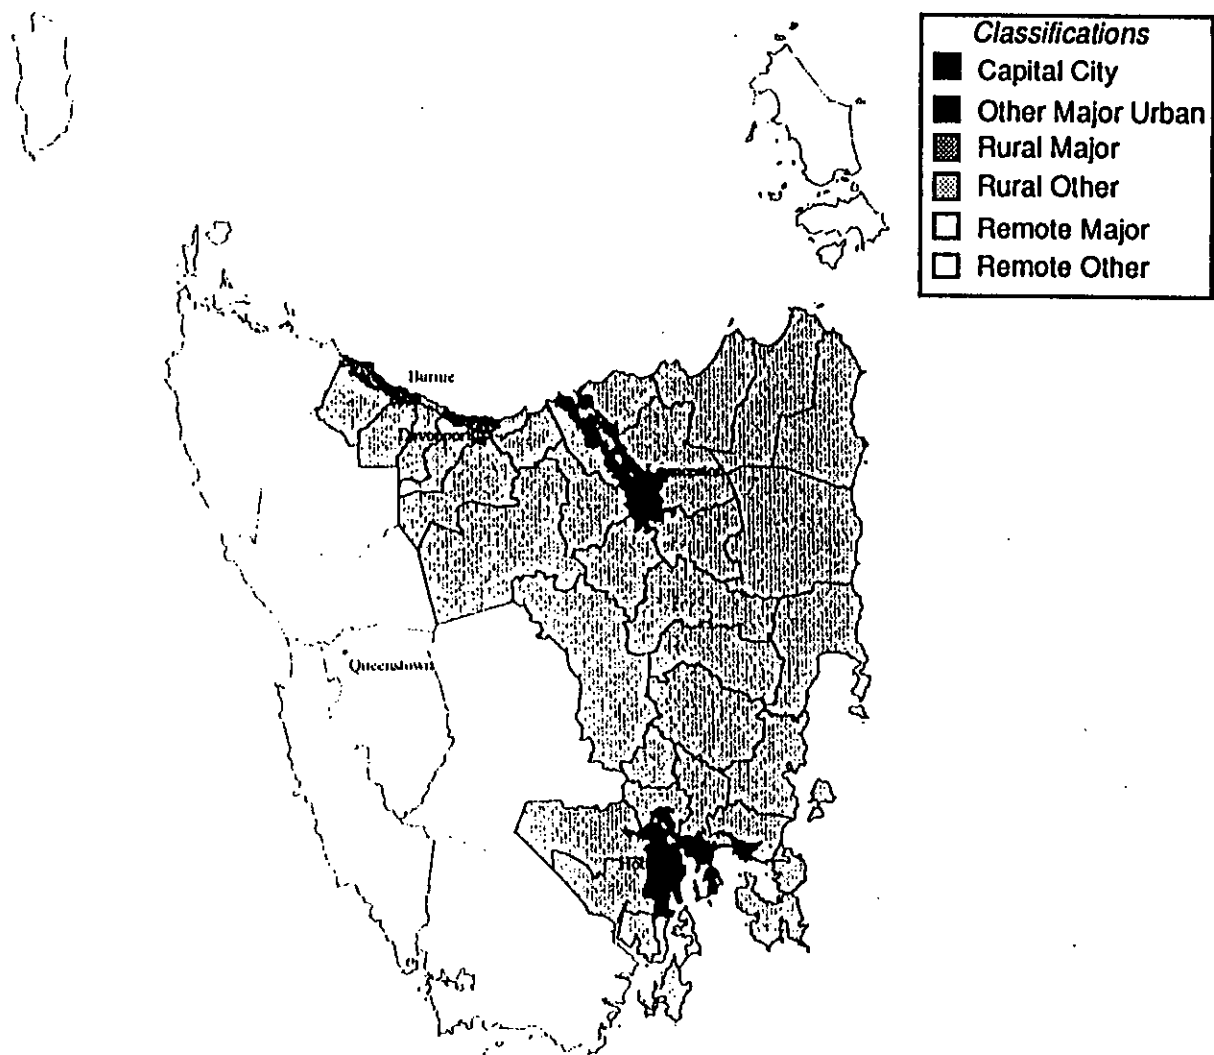 Classifications
Capital City
Other Major Urban
Rural Major
Rural Other
Remote Major
Remote Other
Burnie
Devonport
Queenstown